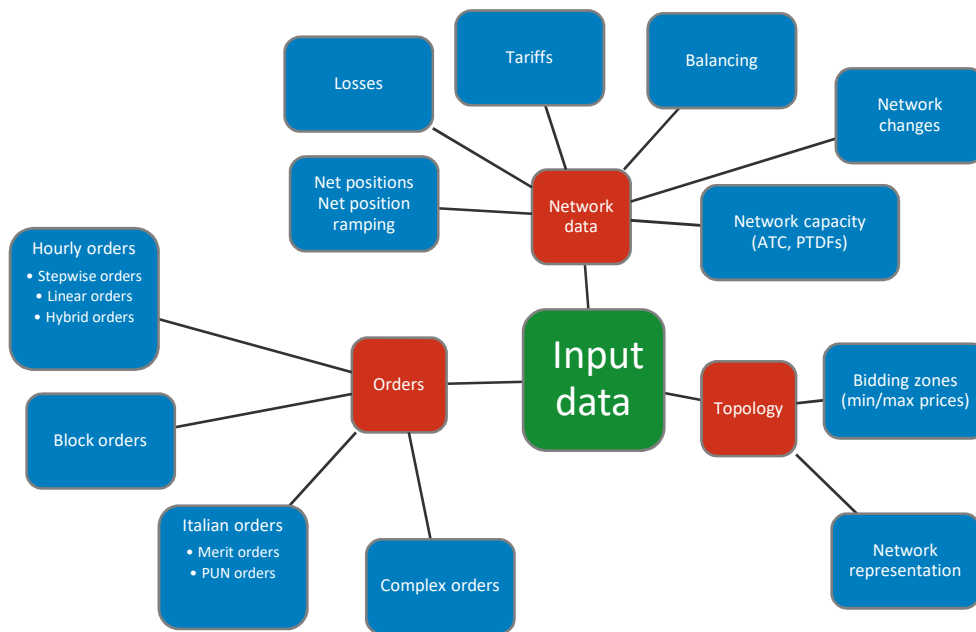 Tariffs
Balancing
Losses
Network
changes
Net positions
Net position
ramping
Network
data
Network capacity
(ATC, PTDFs)
Hourly orders
• Stepwise orders
• Linear orders
• Hybrid orders
Input
data
Orders
Topology
Bidding zones
(min/max prices)
Block orders
Italian orders
• Merit orders
• PUN orders
Complex orders
Network
representation